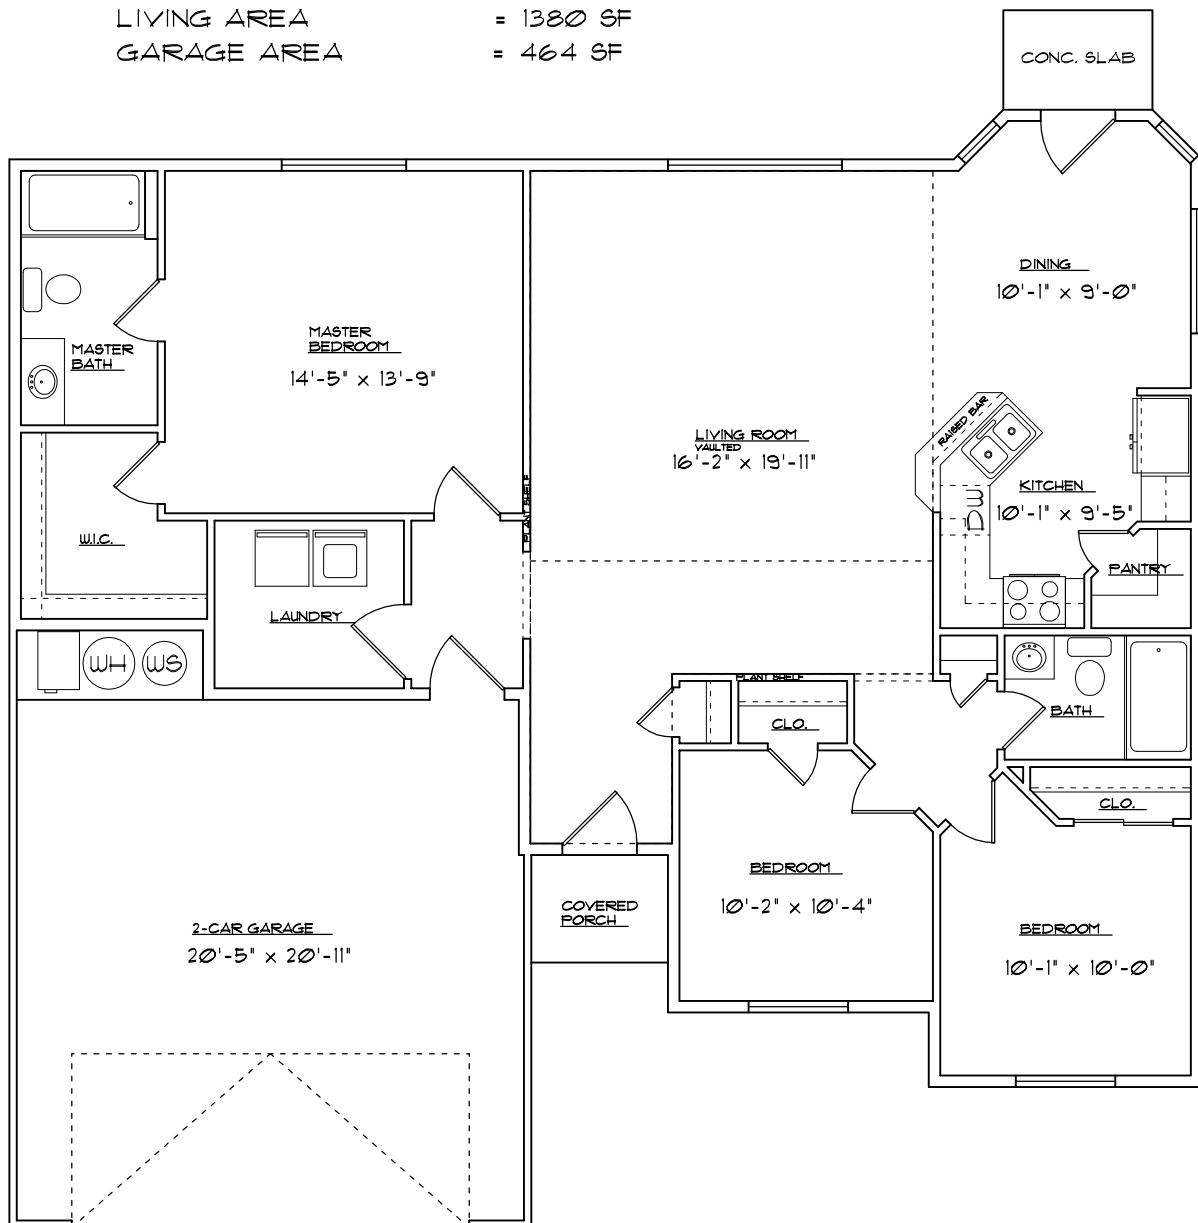 LIVING AREA = 1380 SF
GARAGE AREA = 464 SF
CONC. SLAB
DINING
10'-1" x 9'-0"
MASTER
BEDROOM
14'-5" x 13'-9"
MASTER
BATH
RAISED BAR
LIVING ROOM
VAULTED
16'-2" x 19'-11"
KITCHEN
10'-1" x 9'-5"
DW
PLANT SHELF
W.I.C.
PANTRY
LAUNDRY
WH
WS
PLANT SHELF
CLO.
BATH
CLO.
BEDROOM
10'-2" x 10'-4"
COVERED
PORCH
2-CAR GARAGE
20'-5" x 20'-11"
BEDROOM
10'-1" x 10'-0"